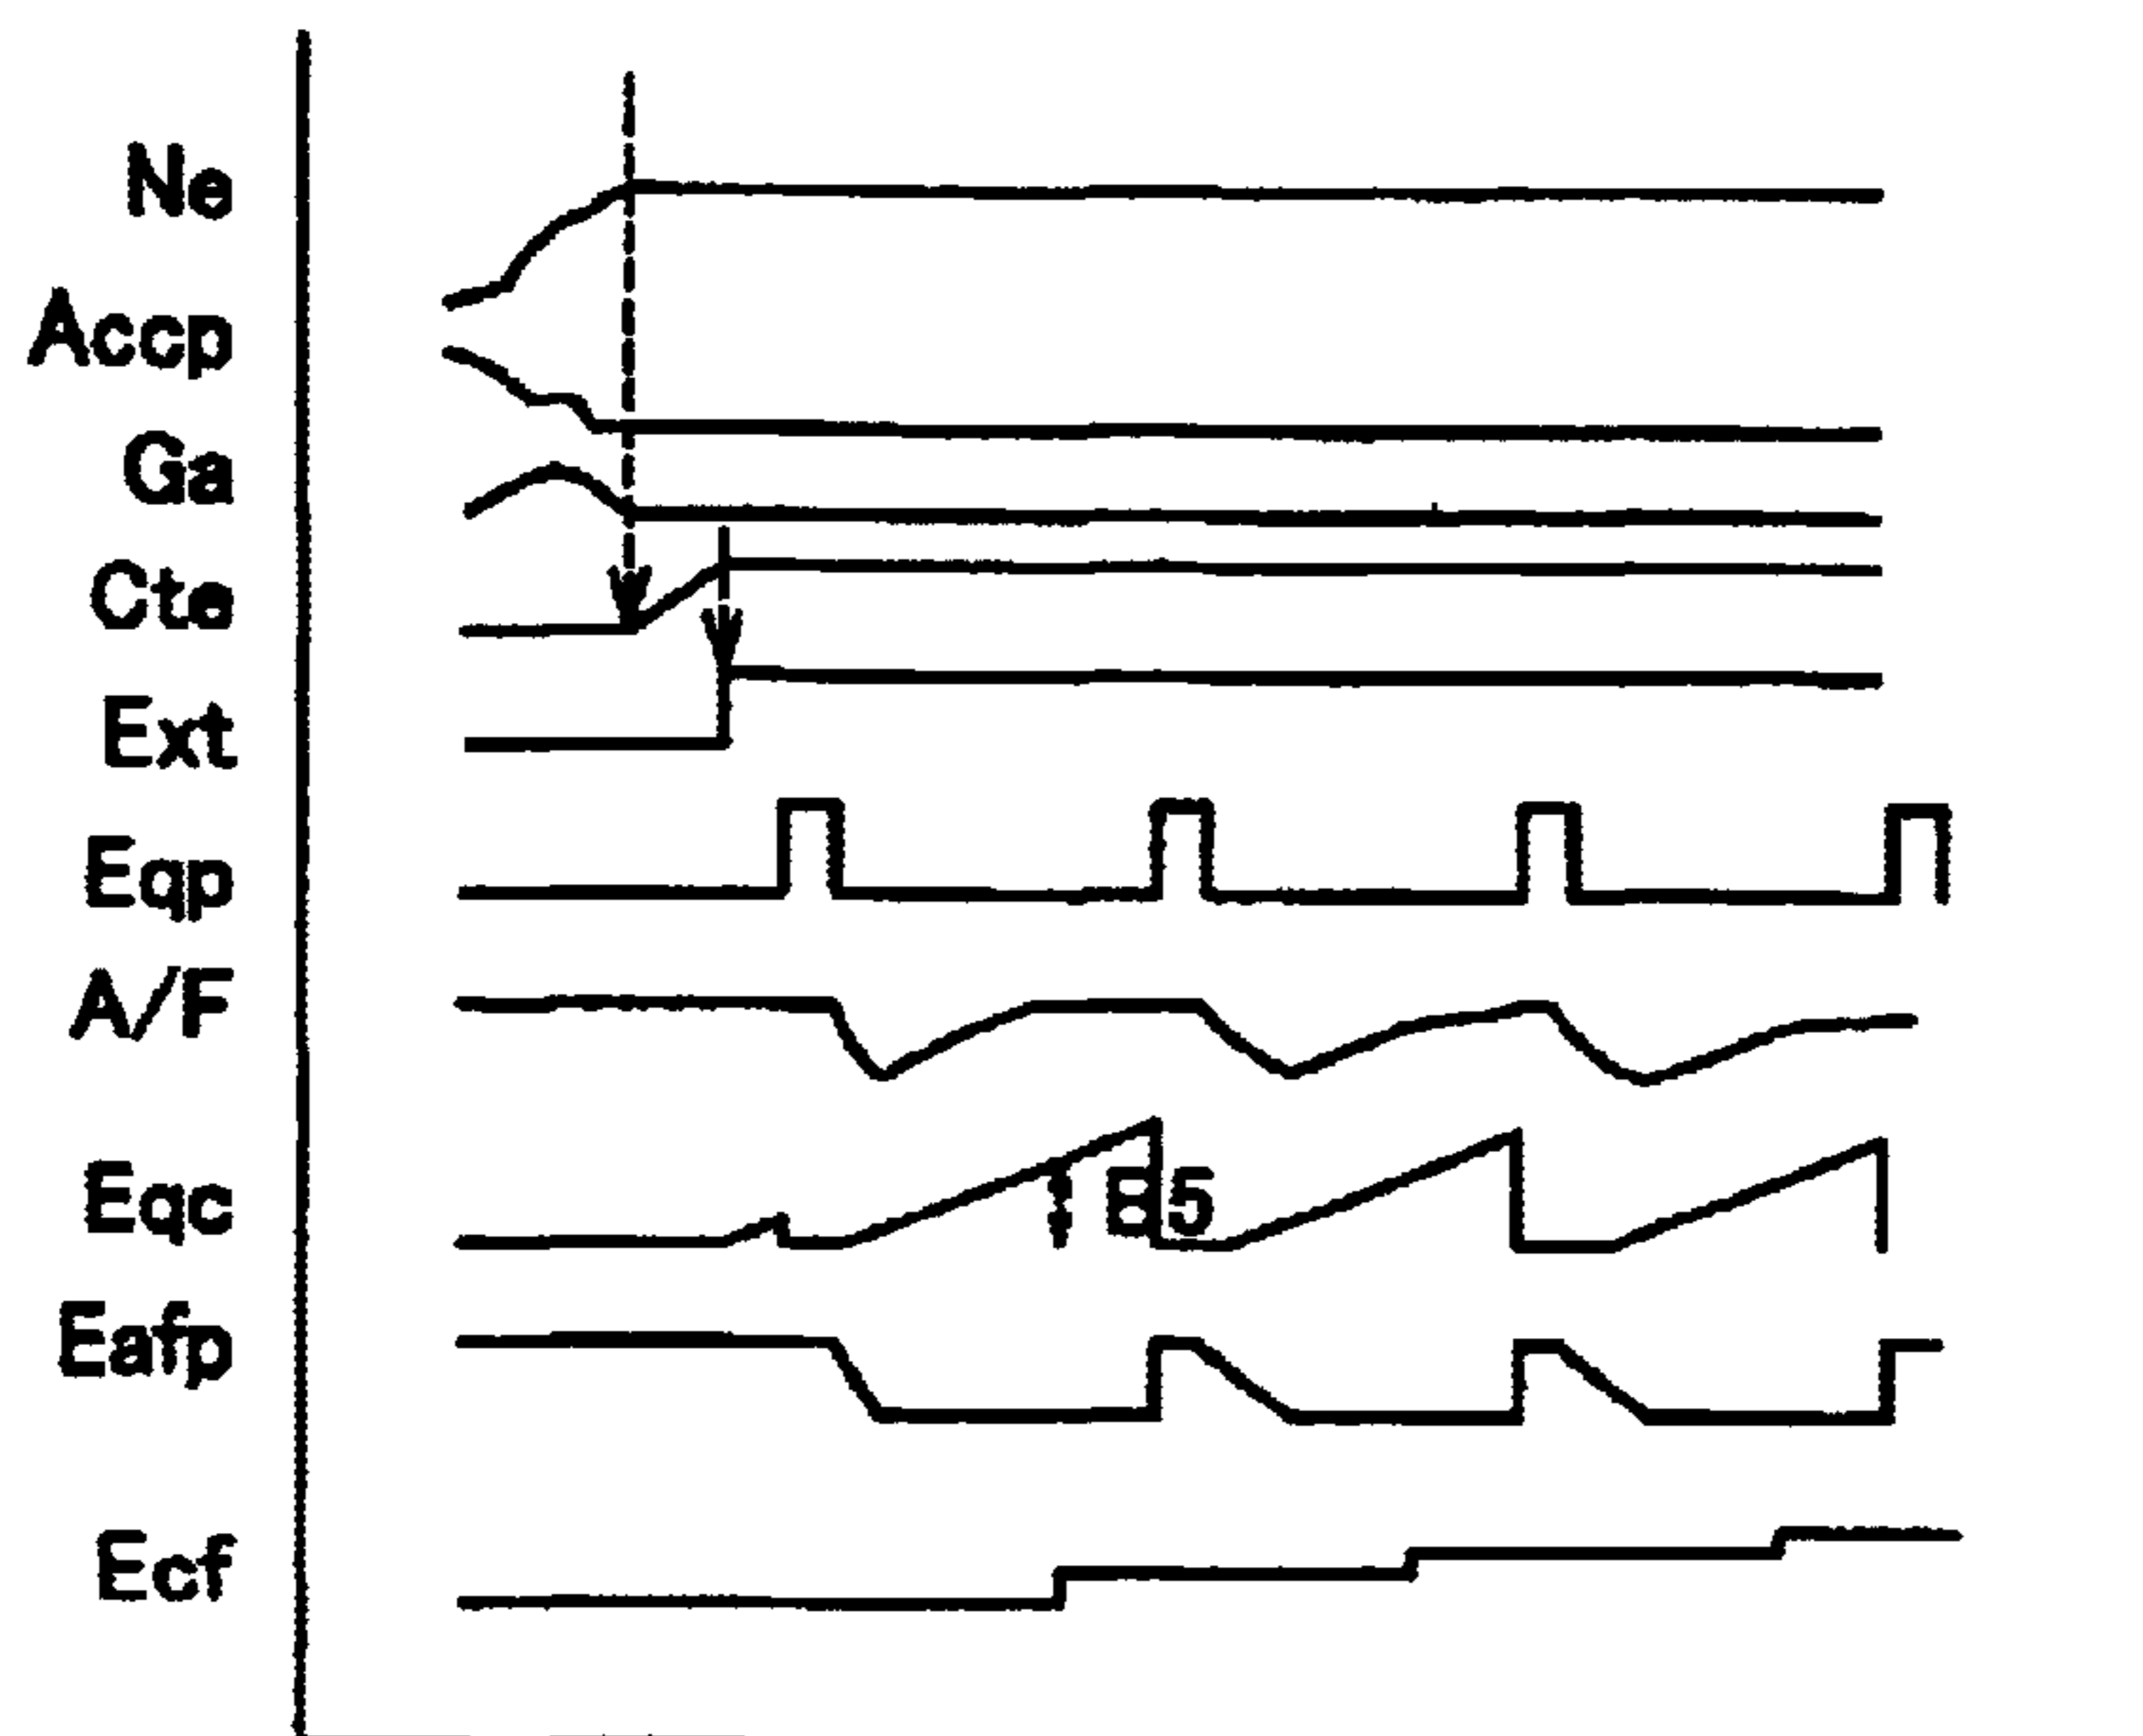 Ne
Accp
Ga
Cte
Ext
Eqp
A/F
Eqc
B5
Eafp
Ecf